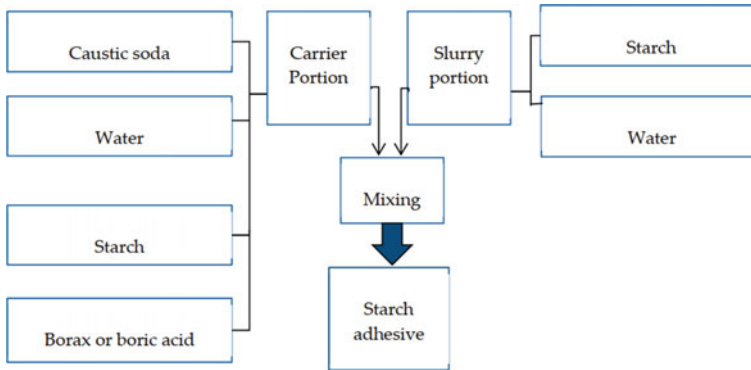 Caustic soda
Carrier
Portion
Slurry
portion
Starch
Water
Water
Mixing
Starch
Starch
adhesive
Borax or boric acid